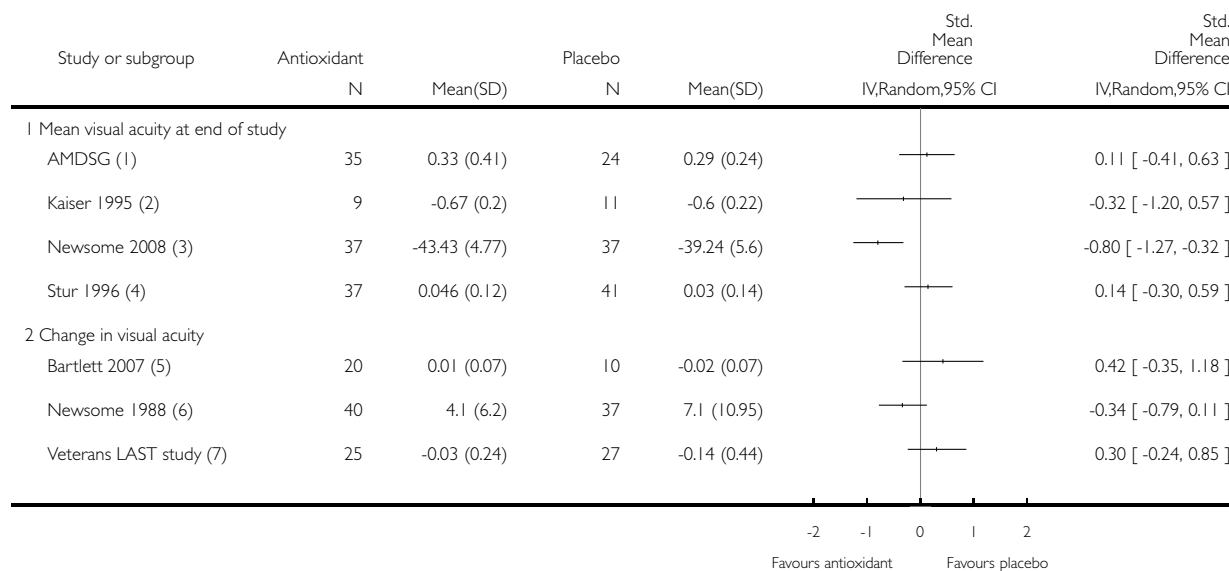 Std. Mean Difference Std. Mean Difference
Study or subgroup Antioxidant Placebo
N Mean(SD) N Mean(SD) IV,Random,95% CI IV,Random,95% CI
1 Mean visual acuity at end of study
AMDSG (1) 35 0.33 (0.41) 24 0.29 (0.24) 0.11 [ -0.41, 0.63 ]
Kaiser 1995 (2) 9 -0.67 (0.2) 11 -0.6 (0.22) -0.32 [ -1.20, 0.57 ]
Newsome 2008 (3) 37 -43.43 (4.77) 37 -39.24 (5.6) -0.80 [ -1.27, -0.32 ]
Stur 1996 (4) 37 0.046 (0.12) 41 0.03 (0.14) 0.14 [ -0.30, 0.59 ]
2 Change in visual acuity
Bartlett 2007 (5) 20 0.01 (0.07) 10 -0.02 (0.07) 0.42 [ -0.35, 1.18 ]
Newsome 1988 (6) 40 4.1 (6.2) 37 7.1 (10.95) -0.34 [ -0.79, 0.11 ]
Veterans LAST study (7) 25 -0.03 (0.24) 27 -0.14 (0.44) 0.30 [ -0.24, 0.85 ]
-2 -1 0 1 2
Favours antioxidant Favours placebo